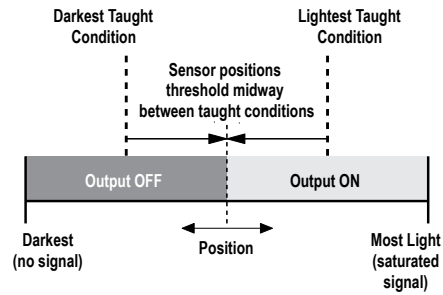 Darkest Taught
Condition
Lightest Taught
Condition
Sensor positions
threshold midway
between taught conditions
Output OFF
Output ON
Darkest
(no signal)
Position
Most Light
(saturated
signal)